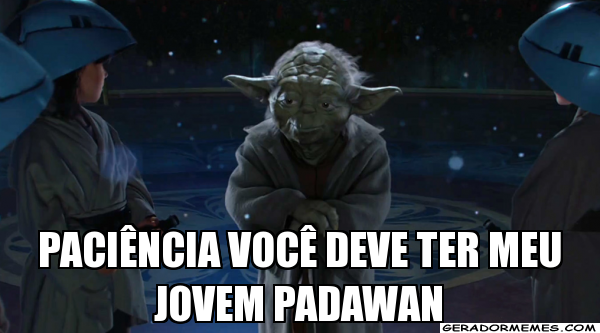 PACIÊNCIA VOCÊ DEVE TER MEU
JOVEM PADAWAN
GERADORMEMES.COM